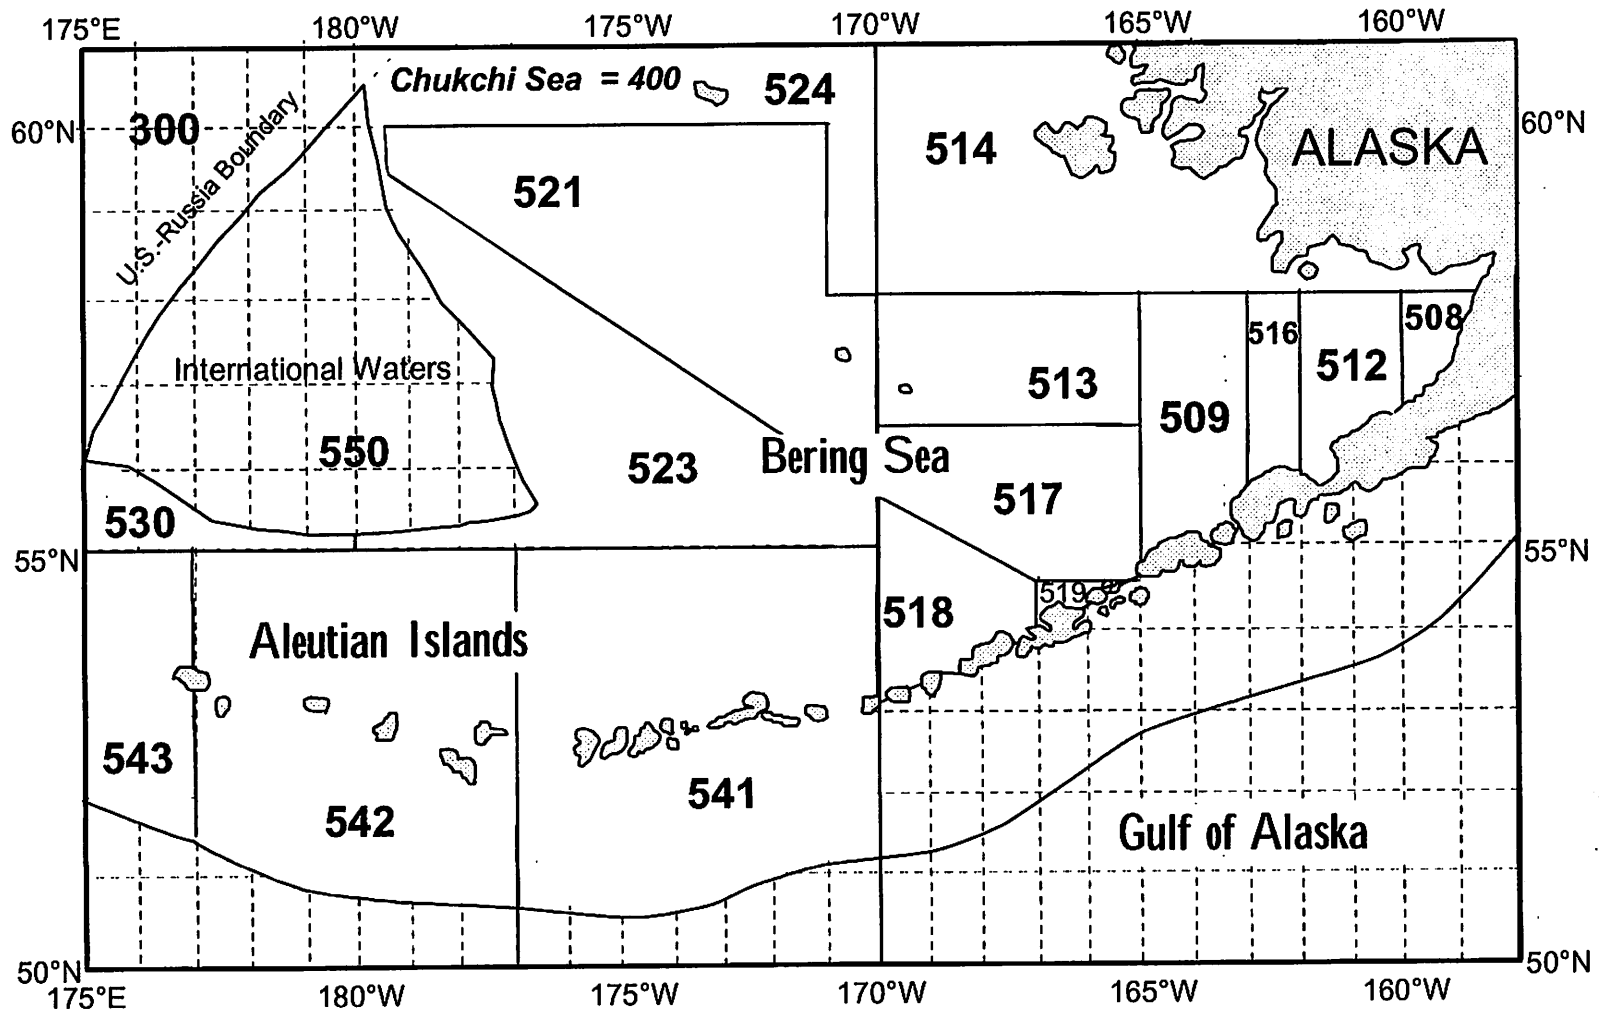 175°E 180°W 175°W 170°W 165°W 160°W
Chukchi Sea = 400
524
60°N
300
60°N
514
ALASKA
U.S.-Russia Boundary
521
508
516
512
International Waters
513
509
550
Bering Sea
523
517
530
55°N
55°N
519
518
Aleutian Islands
543
541
542
Gulf of Alaska
50°N
50°N
175°E 180°W 175°W 170°W 165°W 160°W